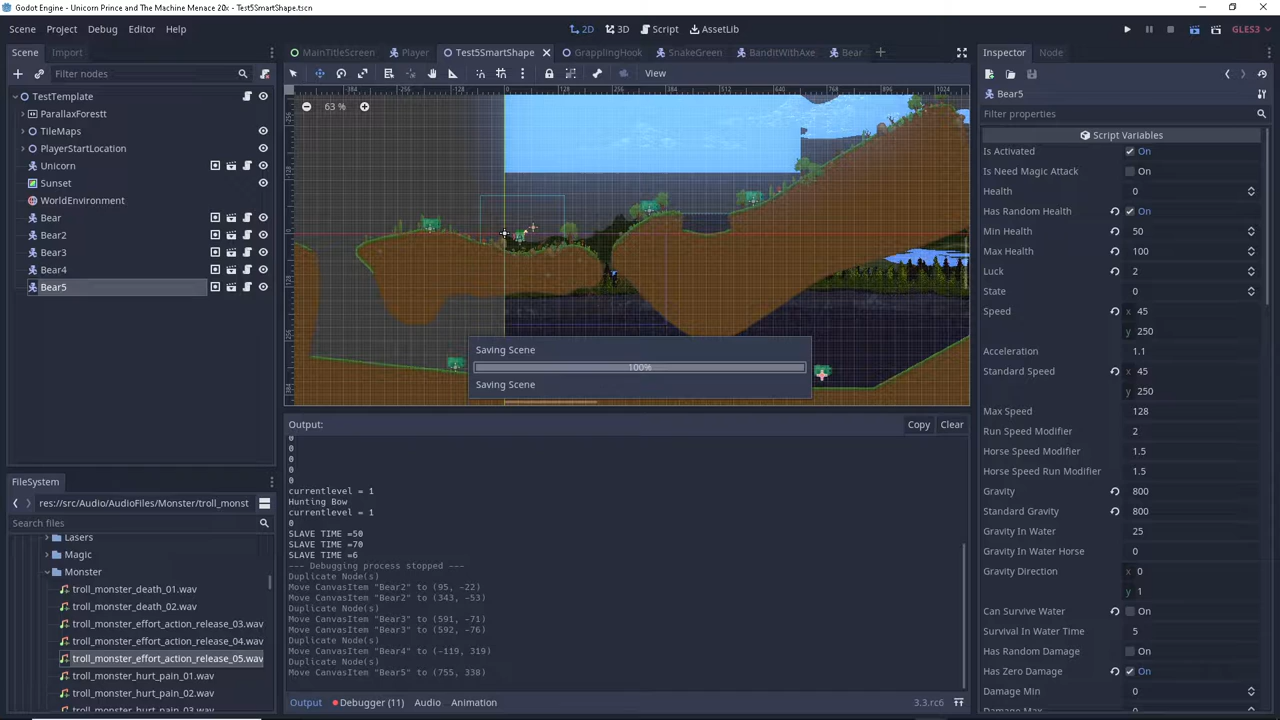 Godot Engine - Unicorn Prince and The Machine Menace 20x - Test5SmartShape.tscn
Scene Project Debug Editor Help
2D 3D Script AssetLib
GLES3
Scene Import
MainTitleScreen Player Test5SmartShape GrapplingHook SnakeGreen BanditWithAxe Bear
Inspector Node
Filter nodes
View
Bear5
Filter properties
63 %
TestTemplate
ParallaxForestt
TileMaps
PlayerStartLocation
Unicorn
Sunset
WorldEnvironment
Bear
Bear2
Bear3
Bear4
Bear5
Saving Scene
100%
Saving Scene
Script Variables
Is Activated On
Is Need Magic Attack On
Health 0
Has Random Health On
Min Health 50
Max Health 100
Luck 2
State 0
Speed x 45
y 250
Acceleration 1.1
Standard Speed x 45
y 250
Max Speed 128
Run Speed Modifier 2
Horse Speed Modifier 1.5
Horse Speed Run Modifier 1.5
Gravity 800
Standard Gravity 800
Gravity In Water 25
Gravity In Water Horse 0
Gravity Direction x 0
y 1
Can Survive Water On
Survival In Water Time 5
Has Random Damage On
Has Zero Damage On
Damage Min 0
Output: Copy Clear
0
0
0
0
0
currentlevel = 1
Hunting Bow
currentlevel = 1
0
SLAVE TIME =50
SLAVE TIME =70
SLAVE TIME =6
--- Debugging process stopped ---
Duplicate Node(s)
Move CanvasItem "Bear2" to (95, -22)
Move CanvasItem "Bear2" to (343, -53)
Duplicate Node(s)
Move CanvasItem "Bear3" to (591, -71)
Move CanvasItem "Bear3" to (592, -76)
Duplicate Node(s)
Move CanvasItem "Bear4" to (-119, 319)
Duplicate Node(s)
Move CanvasItem "Bear5" to (755, 338)
Output Debugger (11) Audio Animation
3.3.rc6
FileSystem
res://src/Audio/AudioFiles/Monster/troll_monst
Search files
Lasers
Magic
Monster
troll_monster_death_01.wav
troll_monster_death_02.wav
troll_monster_effort_action_release_03.wav
troll_monster_effort_action_release_04.wav
troll_monster_effort_action_release_05.wav
troll_monster_hurt_pain_01.wav
troll_monster_hurt_pain_02.wav